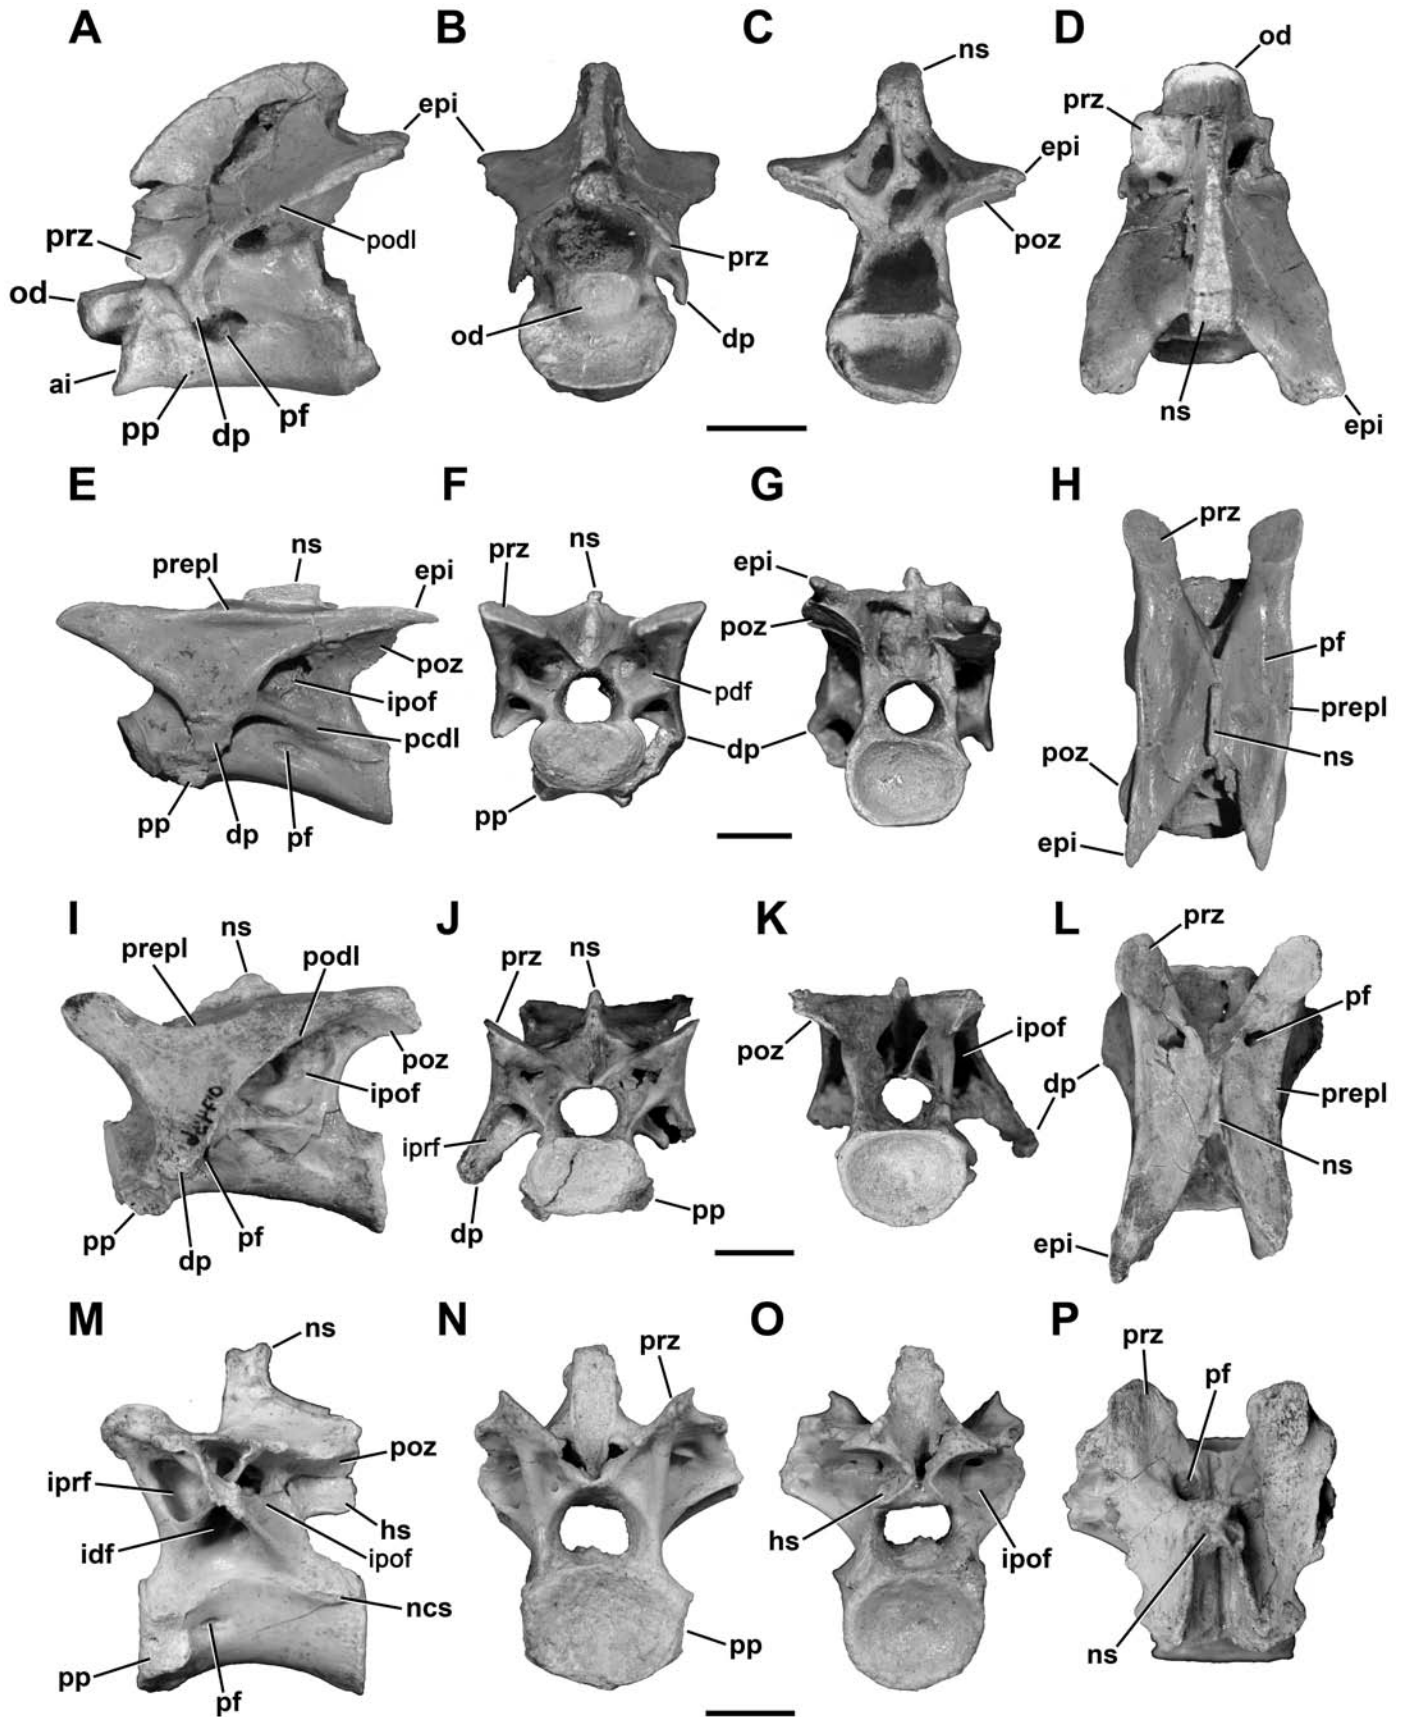 A
B
C
D
epi
ns
od
prz
epi
podl
prz
od
prz
poz
od
dp
ai
pp
dp
pf
ns
epi
E
F
G
H
prepl
ns
epi
prz
ns
epi
prz
poz
poz
ipof
pdf
pf
pcdl
prepl
dp
ns
poz
pp
dp
pf
pp
epi
I
J
K
L
prepl
ns
podl
prz
ns
prz
pf
poz
poz
ipof
ipof
dp
prepl
iprf
ns
pp
dp
pf
dp
pp
epi
M
N
O
P
ns
prz
prz
pf
poz
iprf
hs
idf
ipof
hs
ipof
ncs
pp
pp
pf
ns